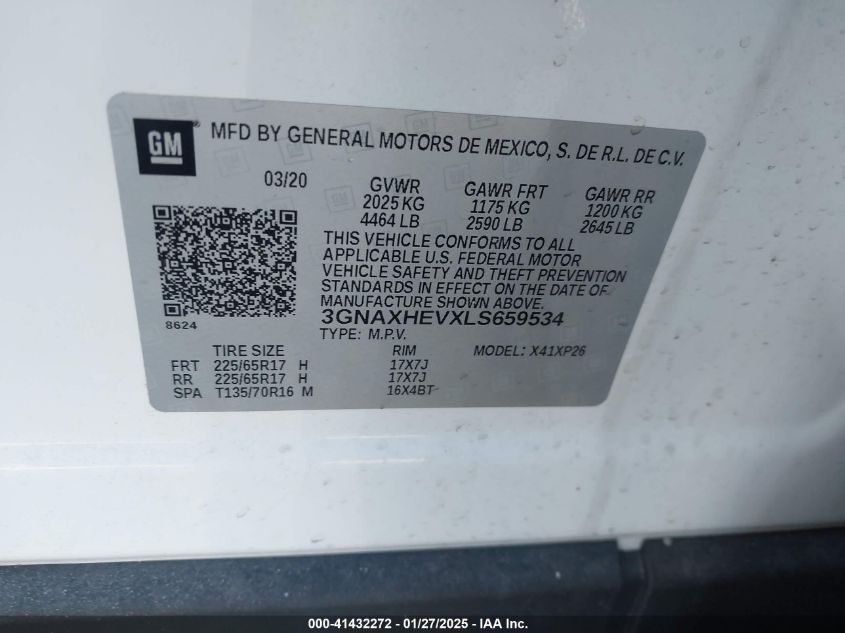 GM ® MFD BY GENERAL MOTORS DE MEXICO, S. DE R.L. DE C.V.
03/20 GVWR GAWR FRT GAWR RR
2025 KG 1175 KG 1200 KG
4464 LB 2590 LB 2645 LB
THIS VEHICLE CONFORMS TO ALL
APPLICABLE U.S. FEDERAL MOTOR
VEHICLE SAFETY AND THEFT PREVENTION
STANDARDS IN EFFECT ON THE DATE OF
MANUFACTURE SHOWN ABOVE.
8624 3GNAXHEVXLS659534
TYPE: M.P.V.
TIRE SIZE RIM MODEL: X41XP26
FRT 225/65R17 H 17X7J
RR 225/65R17 H 17X7J
SPA T135/70R16 M 16X4BT
000-41432272 - 01/27/2025 - IAA Inc.